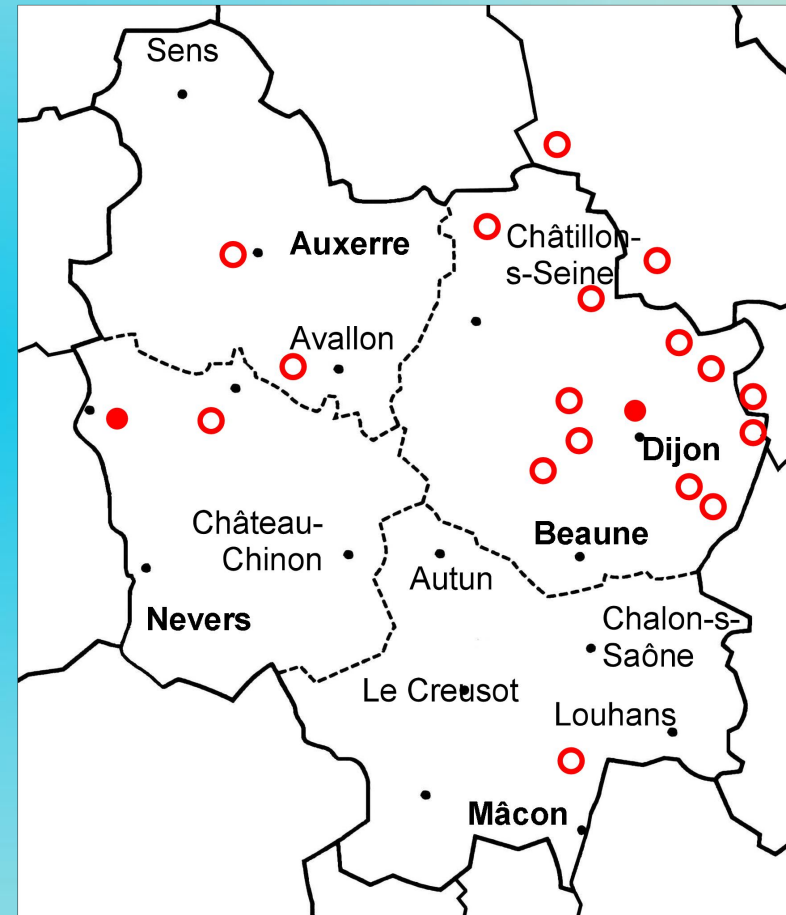 Sens
Auxerre
Châtillon-
s-Seine
Avallon
Dijon
Château-
Chinon
Beaune
Autun
Nevers
Chalon-s-
Saône
Le Creusot
Louhans
Mâcon